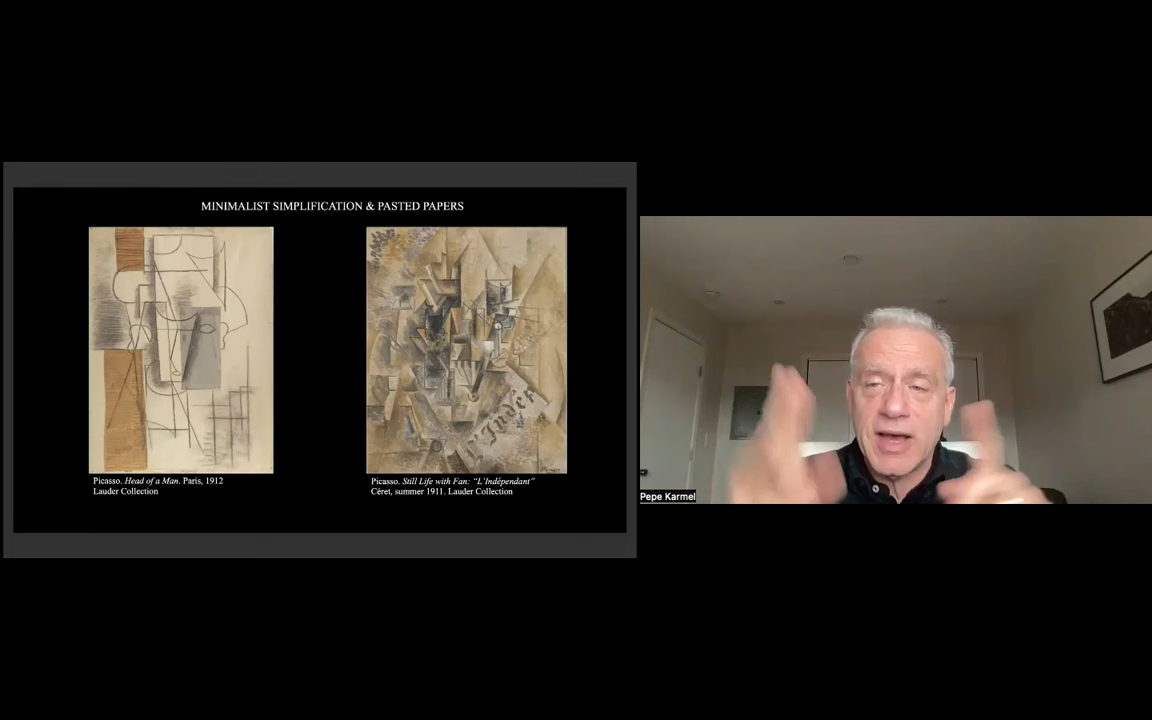 MINIMALIST SIMPLIFICATION & PASTED PAPERS
L'Indép
Picasso. Head of a Man. Paris, 1912
Lauder Collection
Picasso. Still Life with Fan: “L’Indépendant”
Céret, summer 1911. Lauder Collection
Pepe Karmel